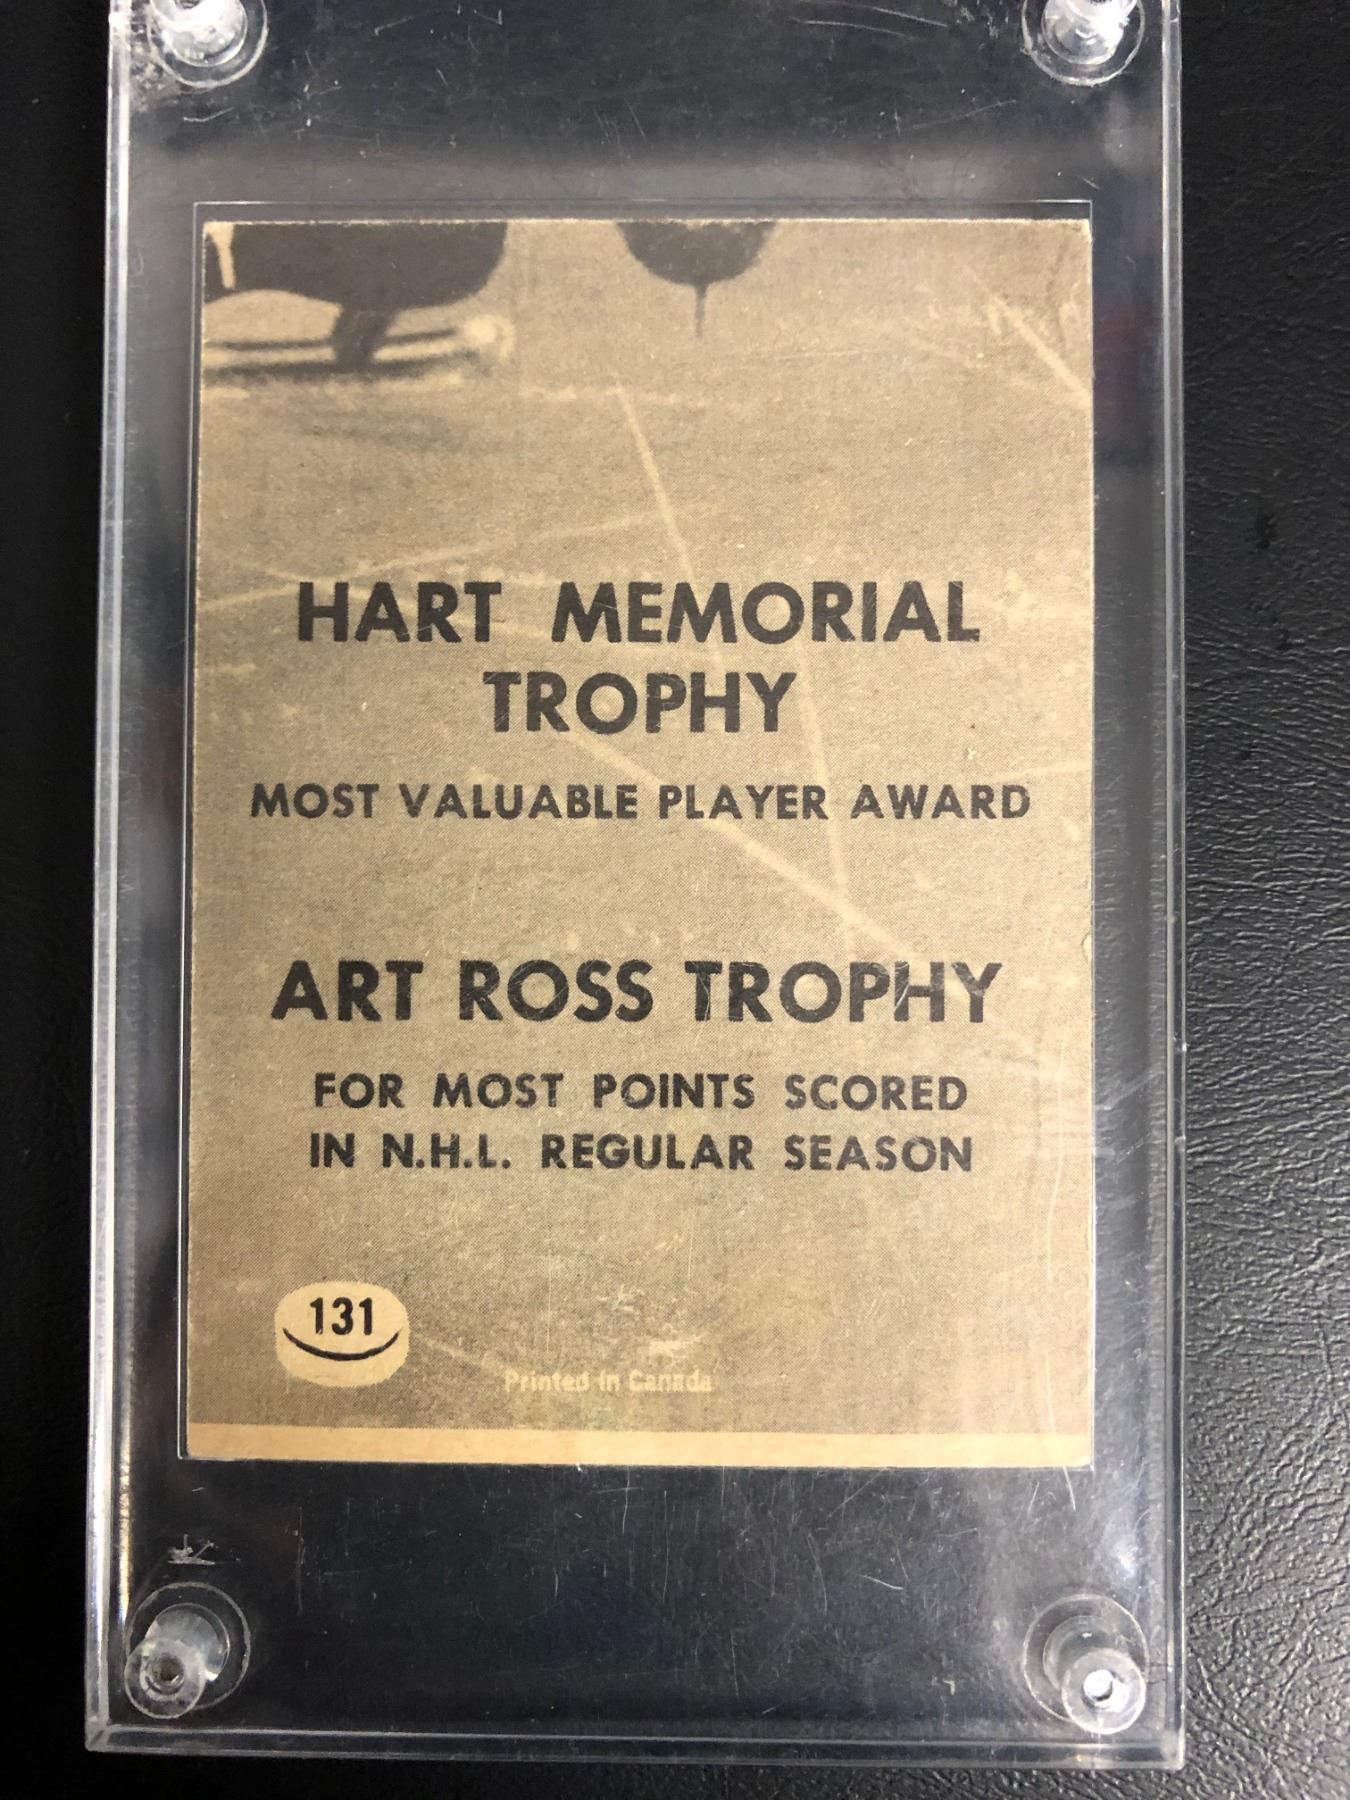 HART MEMORIAL
TROPHY
MOST VALUABLE PLAYER AWARD
ART ROSS TROPHY
FOR MOST POINTS SCORED
IN N.H.L. REGULAR SEASON
131
Printed in Canada